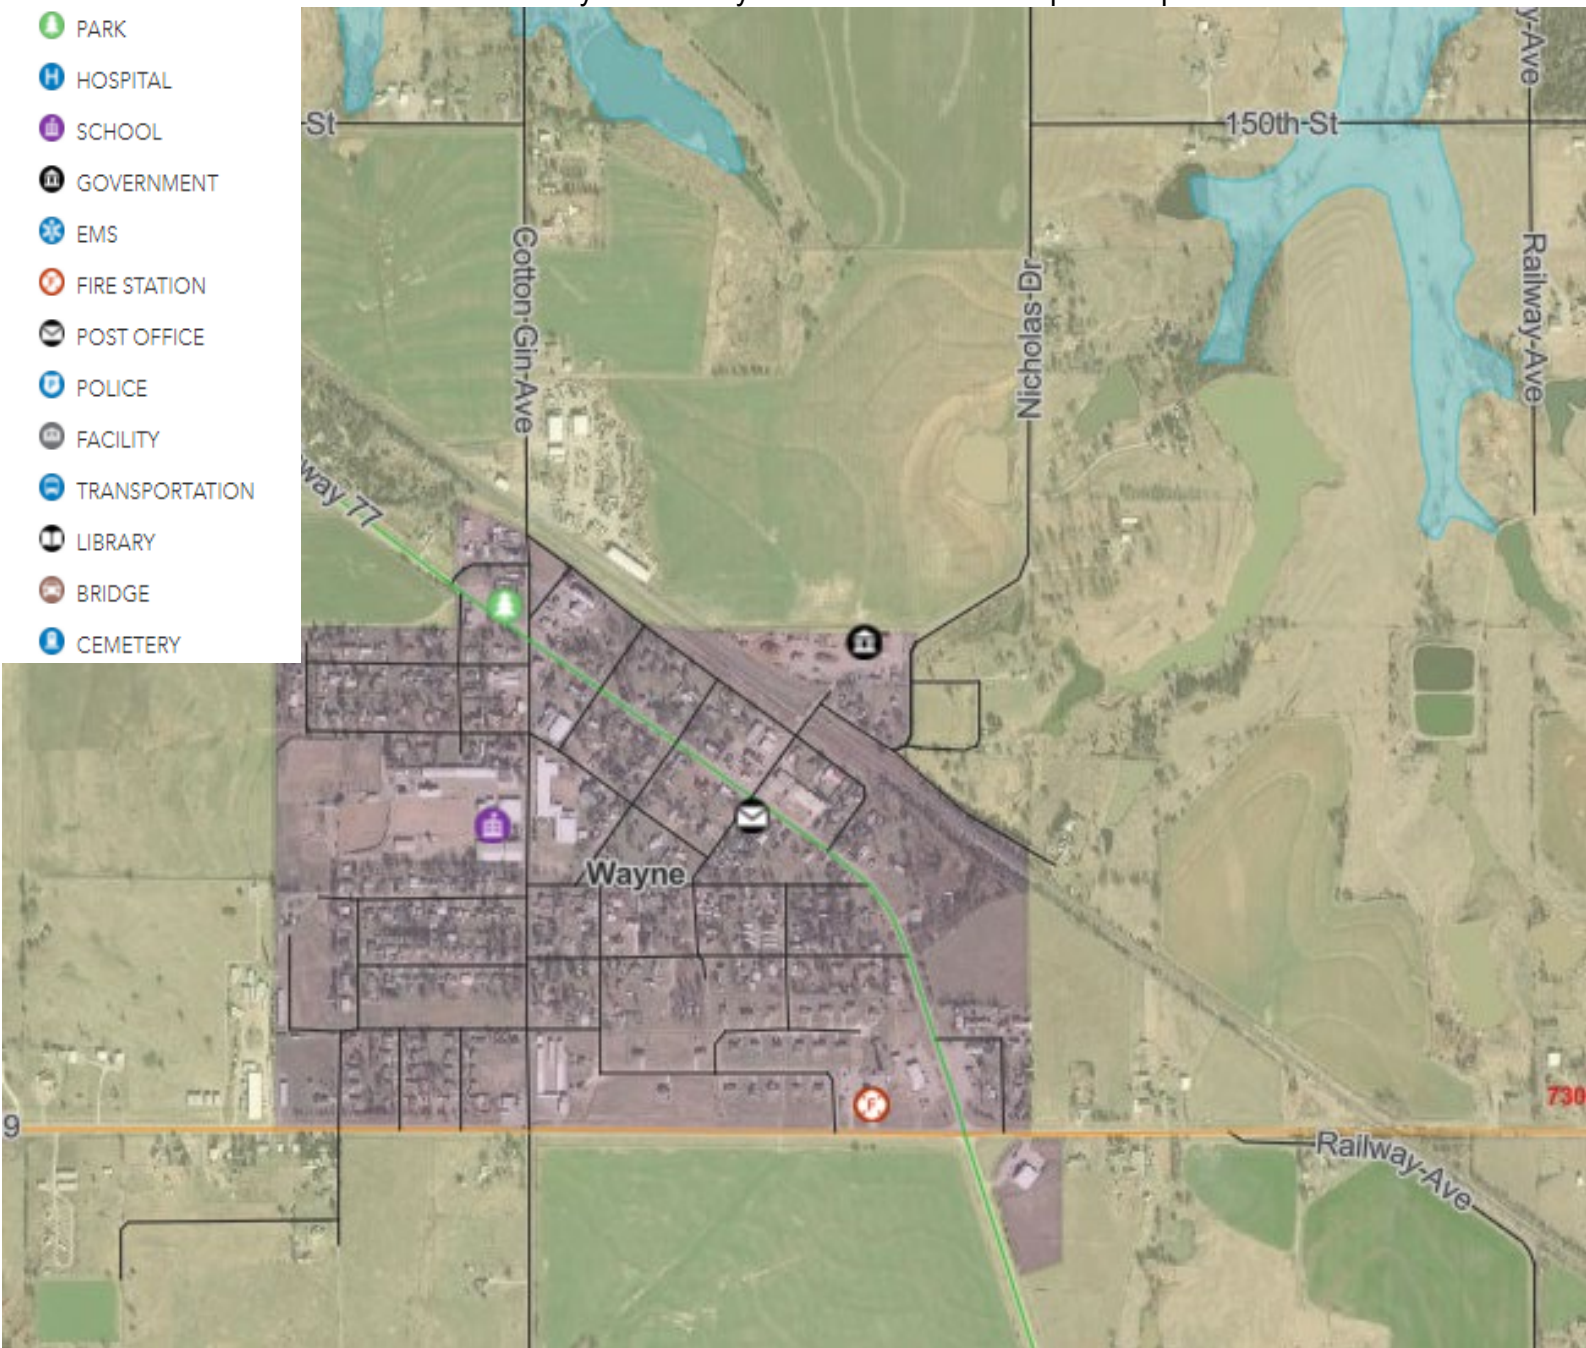 PARK
HOSPITAL
SCHOOL
GOVERNMENT
EMS
FIRE STATION
POST OFFICE
POLICE
FACILITY
TRANSPORTATION
LIBRARY
BRIDGE
CEMETERY
St
150th St
y-Ave
Cotton-Gin-Ave
Nicholas-Dr
Railway-Ave
way 77
Wayne
730
9
Railway-Ave